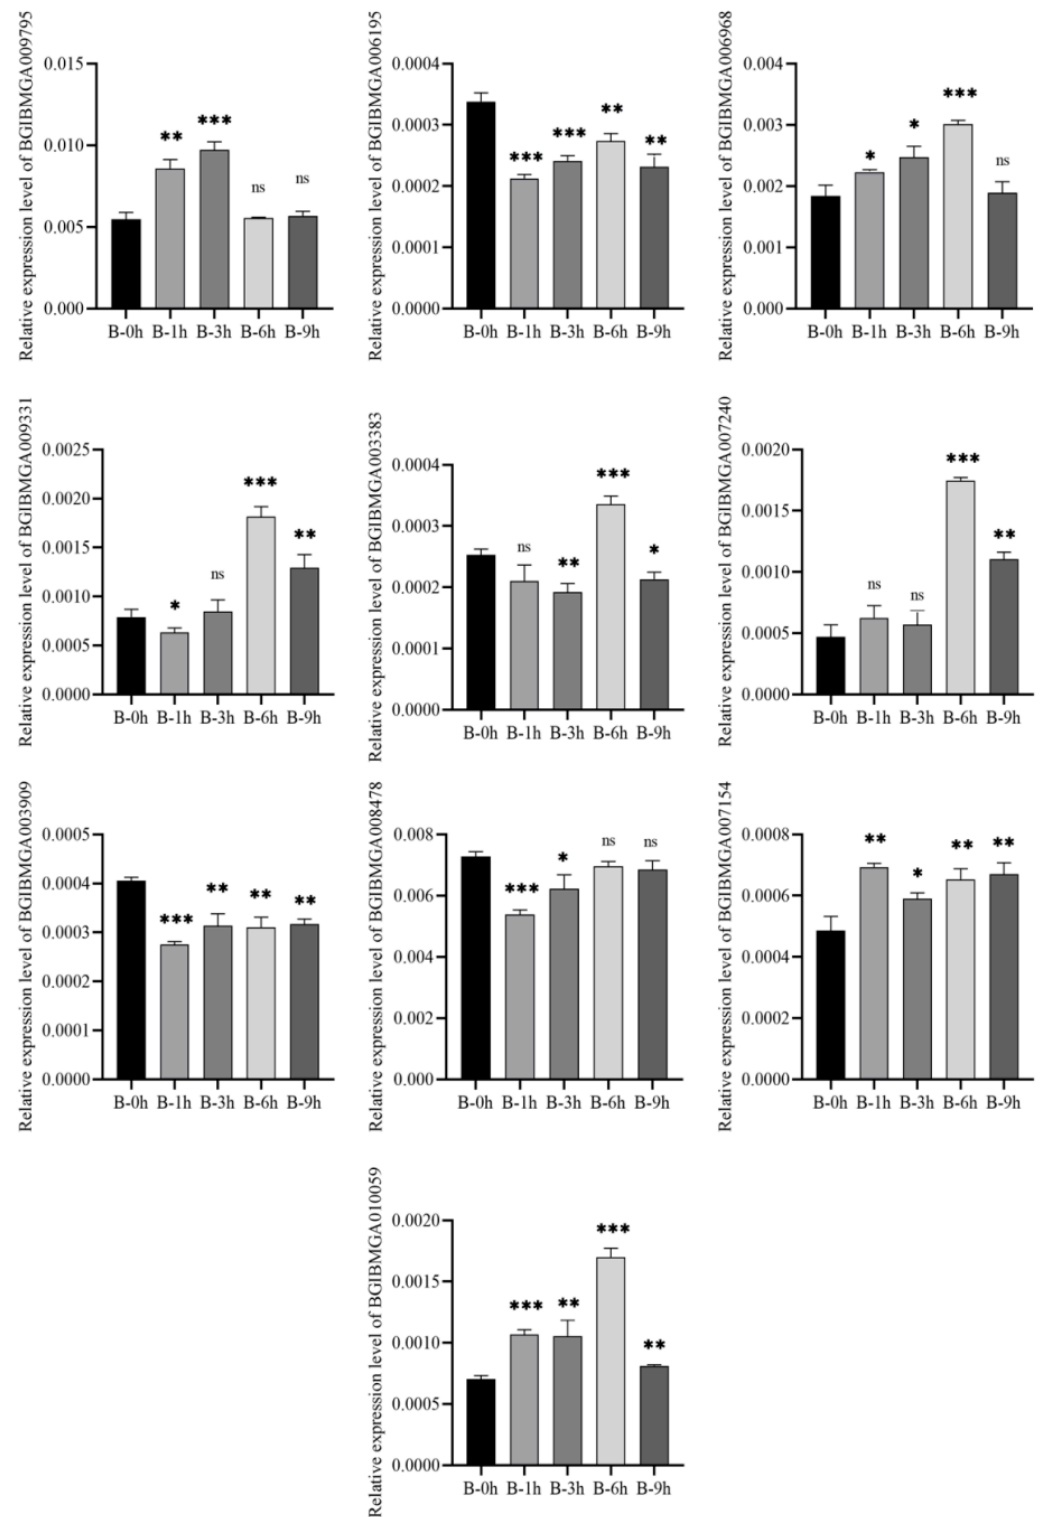 Relative expression level of BGIBMGA009795
0.015
0.010
0.005
0.000
** *** ns ns
B-0h B-1h B-3h B-6h B-9h
Relative expression level of BGIBMGA006195
0.0004
0.0003
0.0002
0.0001
0.0000
*** *** ** **
B-0h B-1h B-3h B-6h B-9h
Relative expression level of BGIBMGA006968
0.004
0.003
0.002
0.001
0.000
* * *** ns
B-0h B-1h B-3h B-6h B-9h
Relative expression level of BGIBMGA009331
0.0025
0.0020
0.0015
0.0010
0.0005
0.0000
* ns *** **
B-0h B-1h B-3h B-6h B-9h
Relative expression level of BGIBMGA003383
0.0004
0.0003
0.0002
0.0001
0.0000
ns ** *** *
B-0h B-1h B-3h B-6h B-9h
Relative expression level of BGIBMGA007240
0.0020
0.0015
0.0010
0.0005
0.0000
ns ns *** **
B-0h B-1h B-3h B-6h B-9h
Relative expression level of BGIBMGA003909
0.0005
0.0004
0.0003
0.0002
0.0001
0.0000
*** ** ** **
B-0h B-1h B-3h B-6h B-9h
Relative expression level of BGIBMGA008478
0.008
0.006
0.004
0.002
0.000
*** * ns ns
B-0h B-1h B-3h B-6h B-9h
Relative expression level of BGIBMGA007154
0.0008
0.0006
0.0004
0.0002
0.0000
** * ** **
B-0h B-1h B-3h B-6h B-9h
Relative expression level of BGIBMGA010059
0.0020
0.0015
0.0010
0.0005
0.0000
*** ** *** **
B-0h B-1h B-3h B-6h B-9h